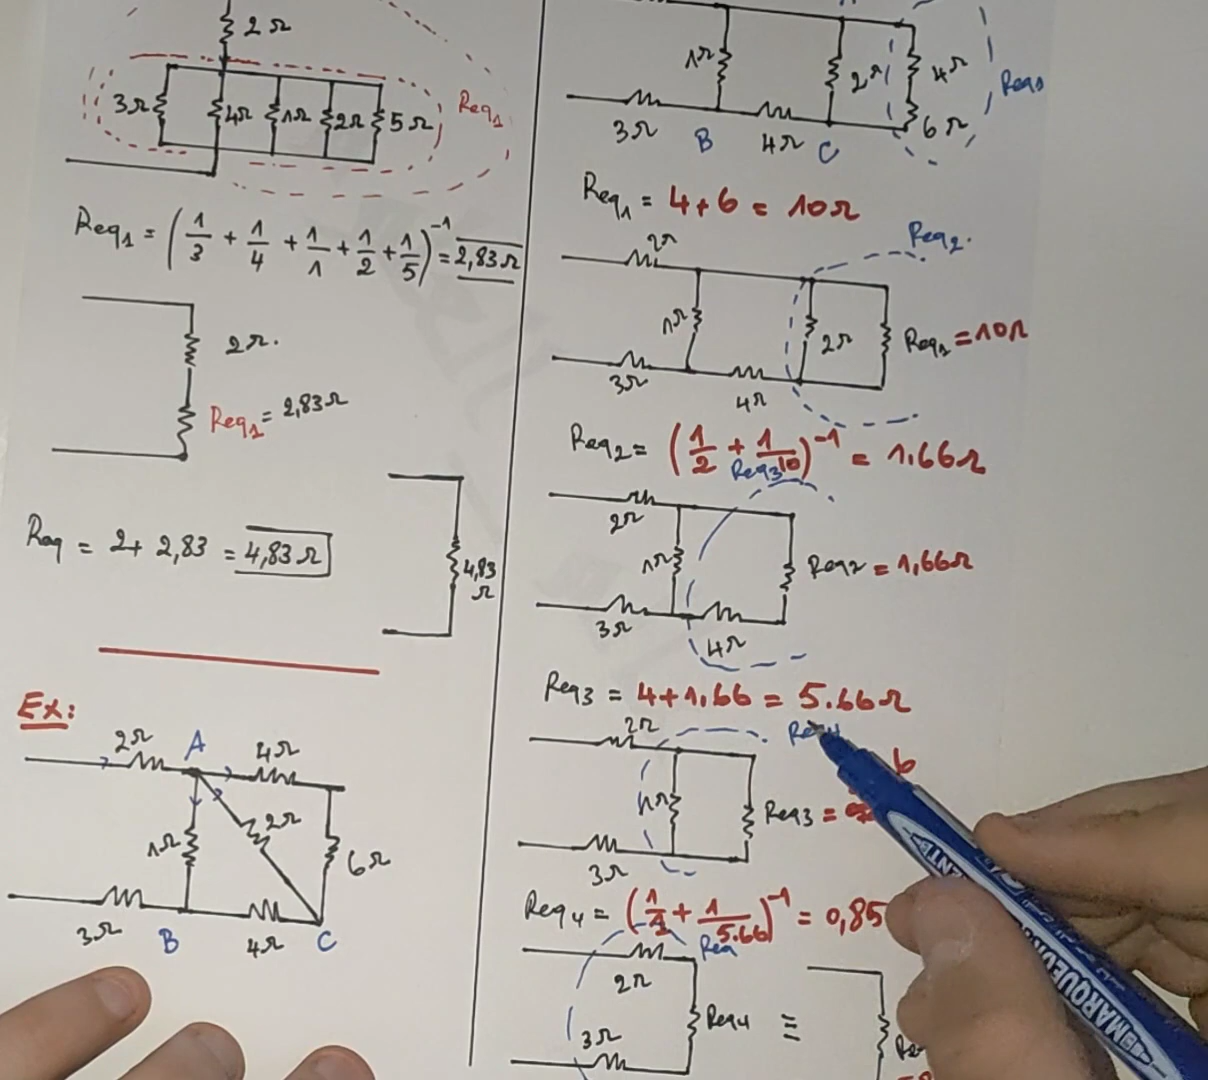 2Ω
3Ω 4Ω 1Ω 2Ω 5Ω
Req₁
Req₁ = (1/3 + 1/4 + 1/1 + 1/2 + 1/5)⁻¹ = 2,83Ω
2Ω.
Req₁ = 2,83Ω
Req = 2+ 2,83 = 4,83Ω
4,83
Ω
Ex:
2Ω A 4Ω
1Ω 2Ω 6Ω
3Ω B 4Ω C
1Ω 2Ω 4Ω
Req₁
3Ω B 4Ω C 6Ω
Req₁ = 4+6 = 10Ω
2Ω Req₂.
1Ω 2Ω Req₁ = 10Ω
3Ω 4Ω
Req₂ = (1/2 + 1/10)⁻¹ = 1.66Ω
Req₃
2Ω
1Ω Req₂ = 1,66Ω
3Ω 4Ω
Req₃ = 4+1.66 = 5.66Ω
2Ω
1Ω Req₃ =
3Ω
Req₄ = (1/1 + 1/5.66)⁻¹ = 0,85
Req
2Ω
Req₄ ≡
3Ω
MARQUEUR